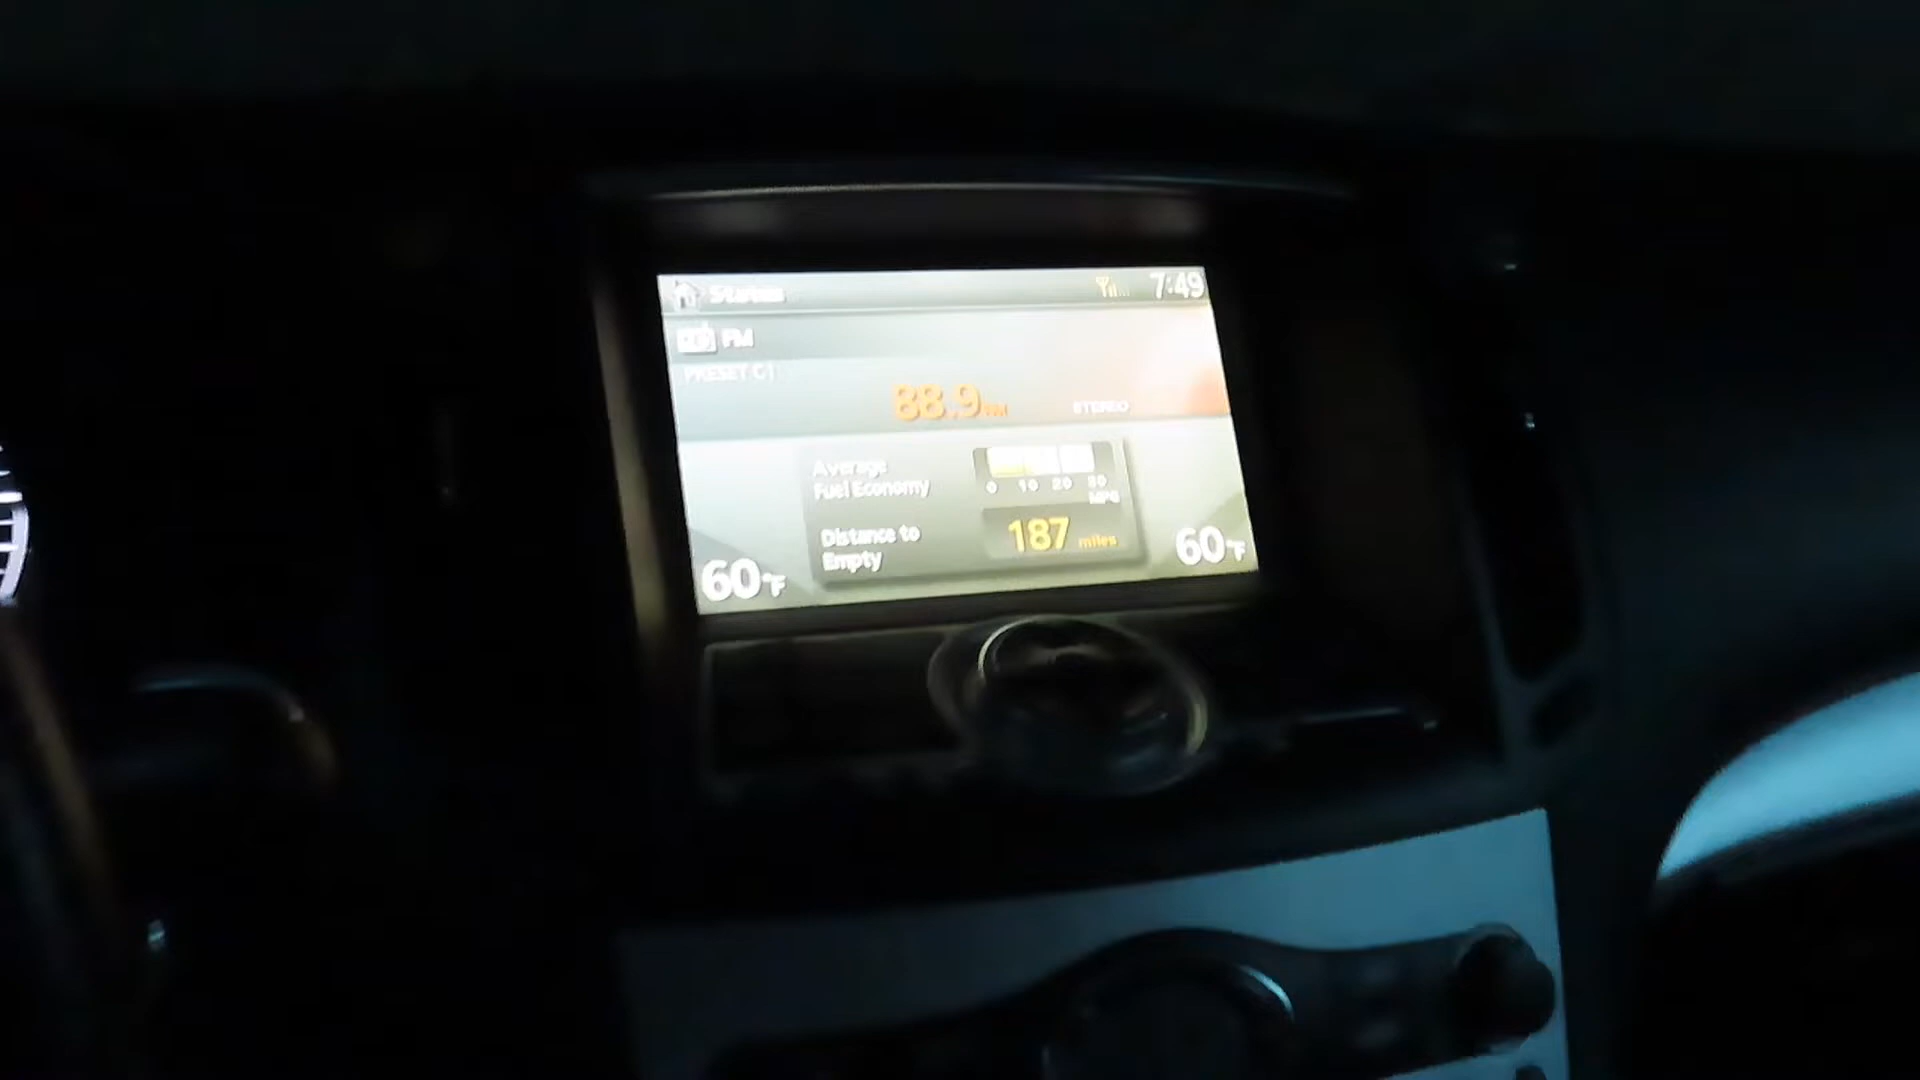 Status 7:49
FM
PRESET C1
88.9 STEREO
Average
Fuel Economy
0 10 20 30
MPG
Distance to
Empty
187 miles
60°F
60°F